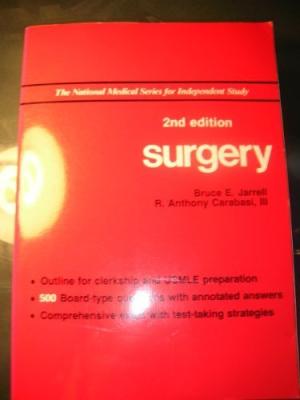 The National Medical Series for Independent Study
2nd edition
surgery
Bruce E. Jarrell
R. Anthony Carabasi, III
• Outline for clerkship and USMLE preparation
• 500 Board-type questions with annotated answers
• Comprehensive exam with test-taking strategies